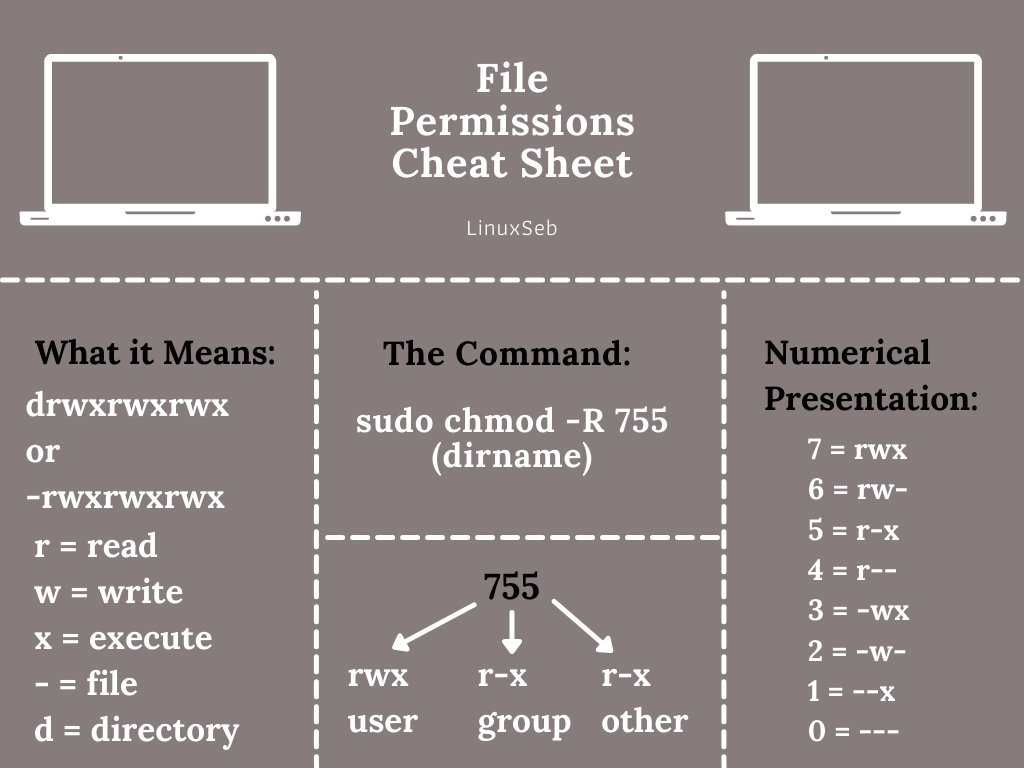 File
Permissions
Cheat Sheet
LinuxSeb
What it Means:
drwxrwxrwx
or
-rwxrwxrwx
r = read
w = write
x = execute
- = file
d = directory
The Command:
sudo chmod -R 755
(dirname)
755
rwx r-x r-x
user group other
Numerical
Presentation:
7 = rwx
6 = rw-
5 = r-x
4 = r--
3 = -wx
2 = -w-
1 = --x
0 = ---